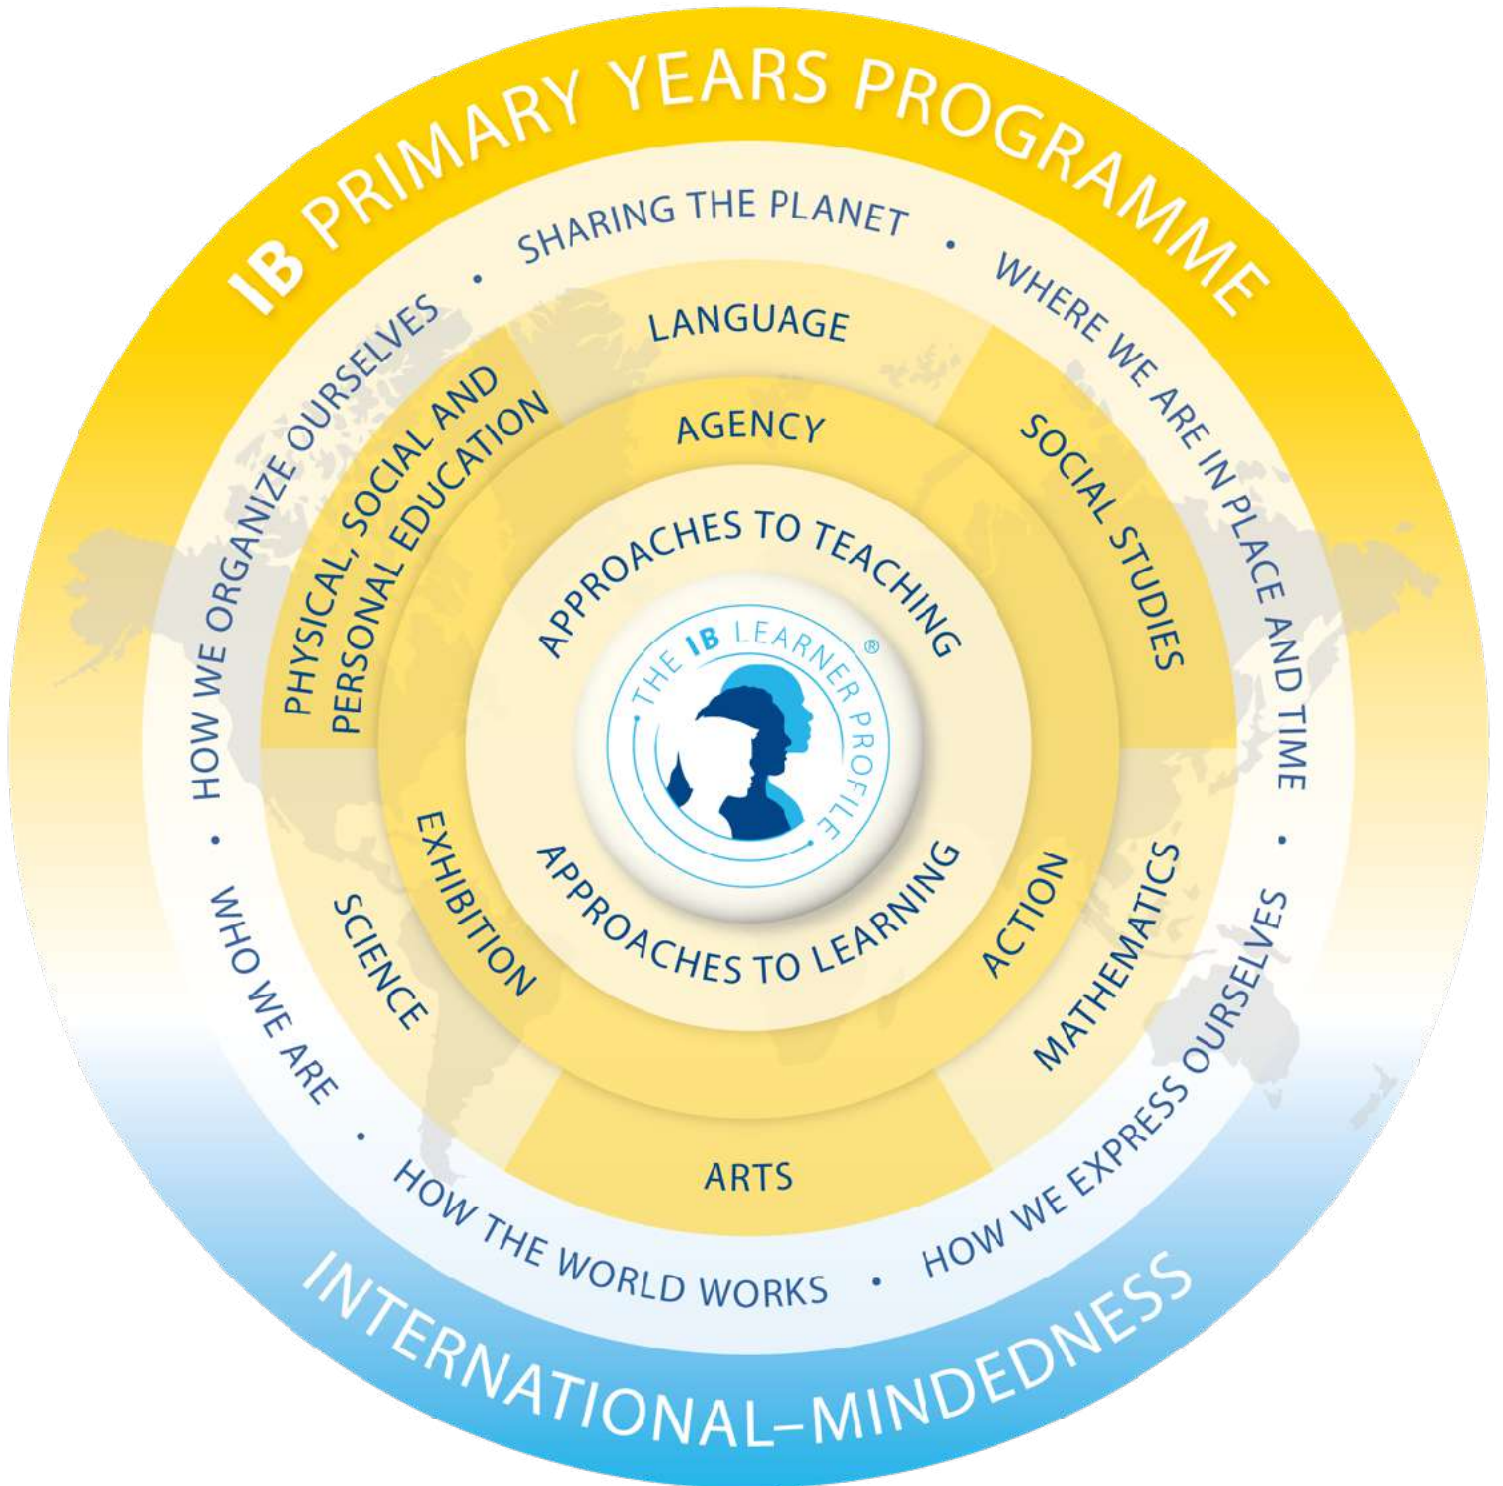 IB PRIMARY YEARS PROGRAMME
SHARING THE PLANET
•
WHERE WE ARE IN PLACE AND TIME
•
HOW WE EXPRESS OURSELVES
•
HOW THE WORLD WORKS
•
WHO WE ARE
•
HOW WE ORGANIZE OURSELVES
•
LANGUAGE
SOCIAL STUDIES
MATHEMATICS
ARTS
SCIENCE
PHYSICAL, SOCIAL AND
PERSONAL EDUCATION
AGENCY
ACTION
EXHIBITION
APPROACHES TO TEACHING
THE IB LEARNER PROFILE
®
APPROACHES TO LEARNING
INTERNATIONAL–MINDEDNESS